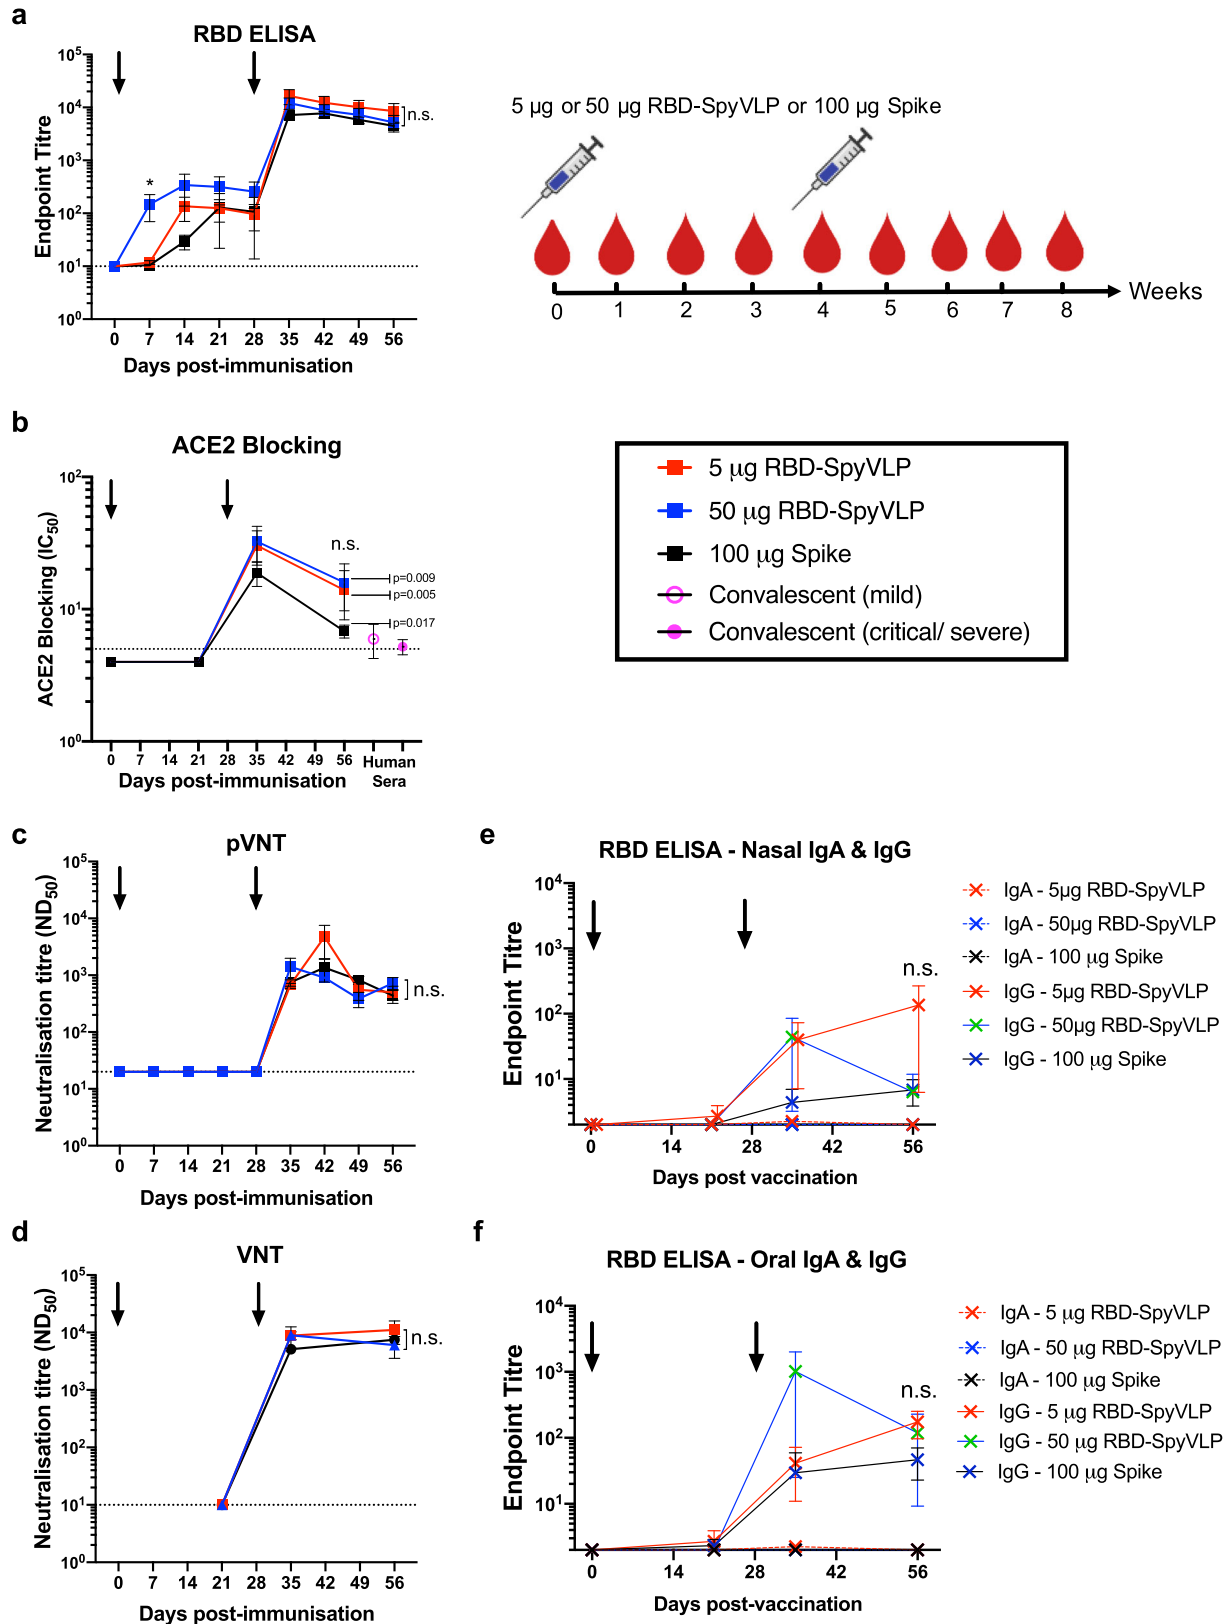 a
RBD ELISA
10⁵
10⁴
10³
10²
10¹
10⁰
Endpoint Titre
*
n.s.
0 7 14 21 28 35 42 49 56
Days post-immunisation
5 µg or 50 µg RBD-SpyVLP or 100 µg Spike
0 1 2 3 4 5 6 7 8
Weeks
b
ACE2 Blocking
10²
10¹
10⁰
ACE2 Blocking (IC₅₀)
n.s.
p=0.009
p=0.005
p=0.017
0 7 14 21 28 35 42 49 56 Human
Days post-immunisation Sera
5 µg RBD-SpyVLP
50 µg RBD-SpyVLP
100 µg Spike
Convalescent (mild)
Convalescent (critical/ severe)
c
pVNT
10⁵
10⁴
10³
10²
10¹
10⁰
Neutralisation titre (ND₅₀)
n.s.
0 7 14 21 28 35 42 49 56
Days post-immunisation
d
VNT
10⁵
10⁴
10³
10²
10¹
10⁰
Neutralisation titre (ND₅₀)
n.s.
0 7 14 21 28 35 42 49 56
Days post-immunisation
e
RBD ELISA - Nasal IgA & IgG
10⁴
10³
10²
10¹
Endpoint Titre
n.s.
0 14 28 42 56
Days post vaccination
IgA - 5µg RBD-SpyVLP
IgA - 50µg RBD-SpyVLP
IgA - 100 µg Spike
IgG - 5µg RBD-SpyVLP
IgG - 50µg RBD-SpyVLP
IgG - 100 µg Spike
f
RBD ELISA - Oral IgA & IgG
10⁴
10³
10²
10¹
Endpoint Titre
n.s.
0 14 28 42 56
Days post-vaccination
IgA - 5 µg RBD-SpyVLP
IgA - 50 µg RBD-SpyVLP
IgA - 100 µg Spike
IgG - 5 µg RBD-SpyVLP
IgG - 50 µg RBD-SpyVLP
IgG - 100 µg Spike